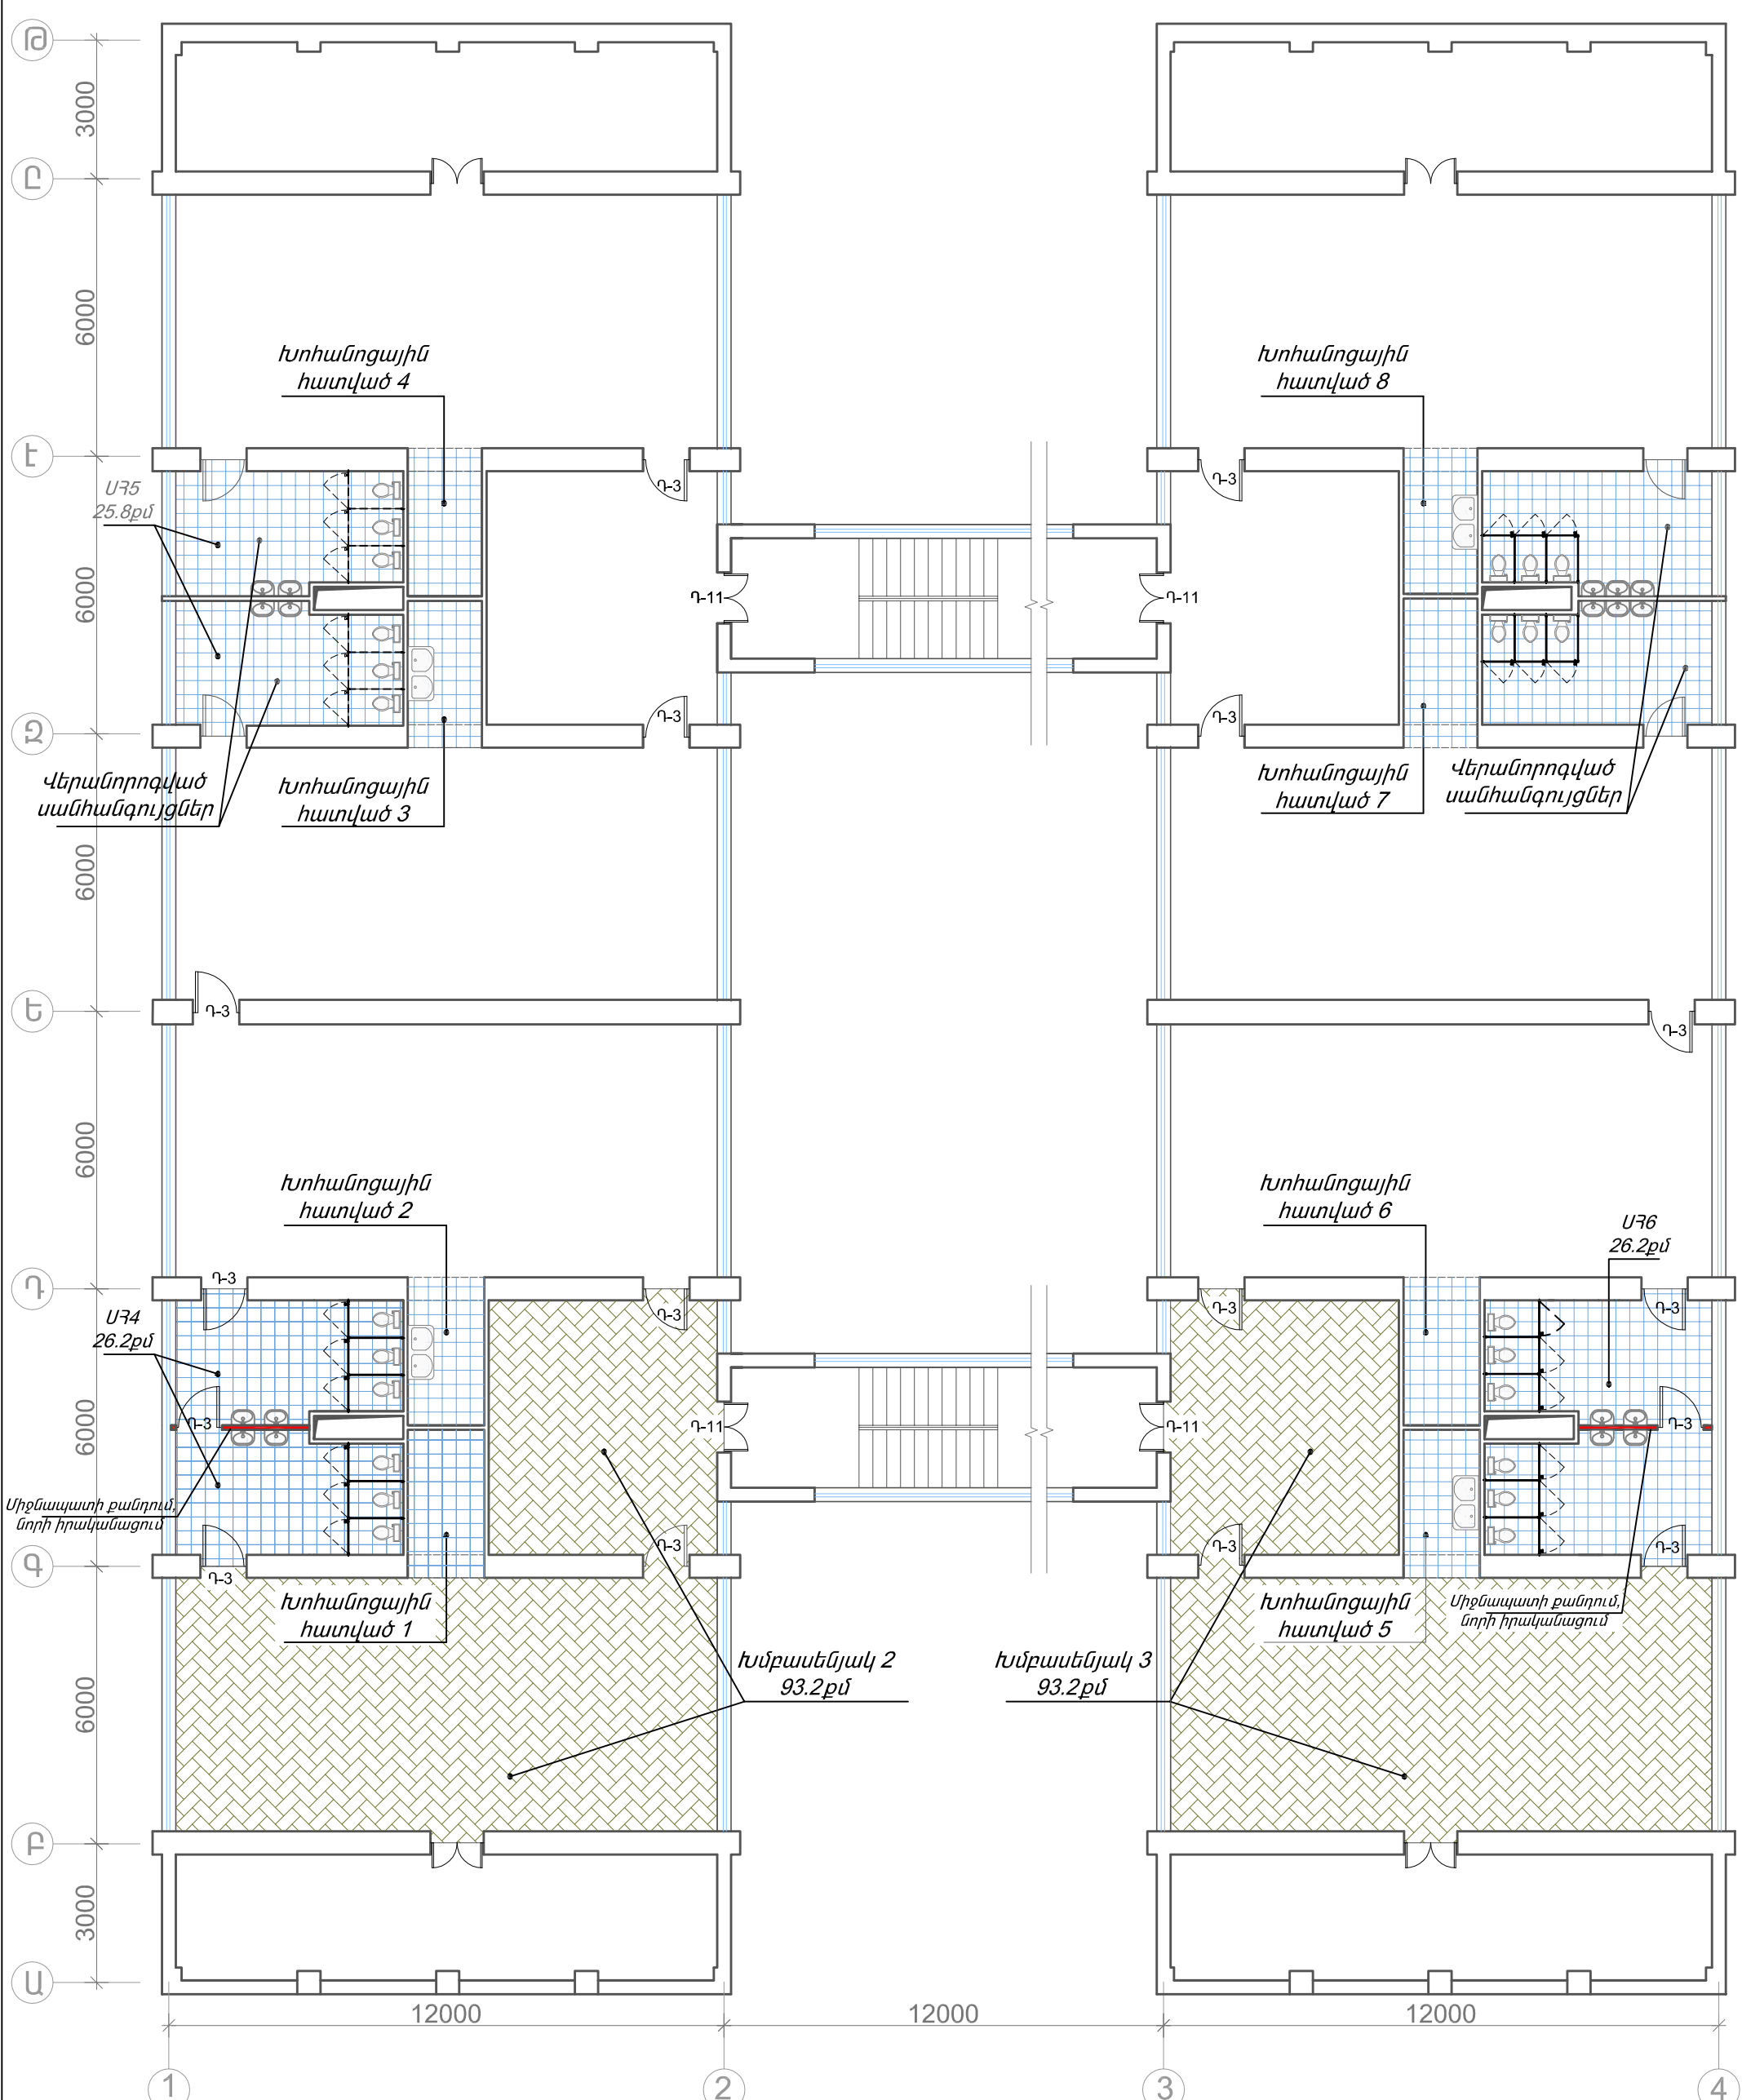 Թ
3000
Ը
6000
Խոհանոցային
հատված 4
Խոհանոցային
հատված 8
Է
ՍՀ5
25.8քմ
Դ-3
Դ-3
6000
Դ-11
Դ-11
Դ-3
Դ-3
Զ
Վերանորոգված
սանհանգույցներ
Խոհանոցային
հատված 3
Խոհանոցային
հատված 7
Վերանորոգված
սանհանգույցներ
6000
Ե
Դ-3
Դ-3
6000
Խոհանոցային
հատված 2
Խոհանոցային
հատված 6
ՍՀ6
26.2քմ
Դ
Դ-3
Դ-3
Դ-3
Դ-3
ՍՀ4
26.2քմ
6000
Դ-3
Դ-11
Դ-11
Դ-3
Միջնապատի քանդում,
նորի իրականացում
Գ
Դ-3
Դ-3
Դ-3
Դ-3
Խոհանոցային
հատված 1
Խոհանոցային
հատված 5
Միջնապատի քանդում,
նորի իրականացում
6000
Խմբասենյակ 2
93.2քմ
Խմբասենյակ 3
93.2քմ
Բ
3000
Ա
12000
12000
12000
1
2
3
4